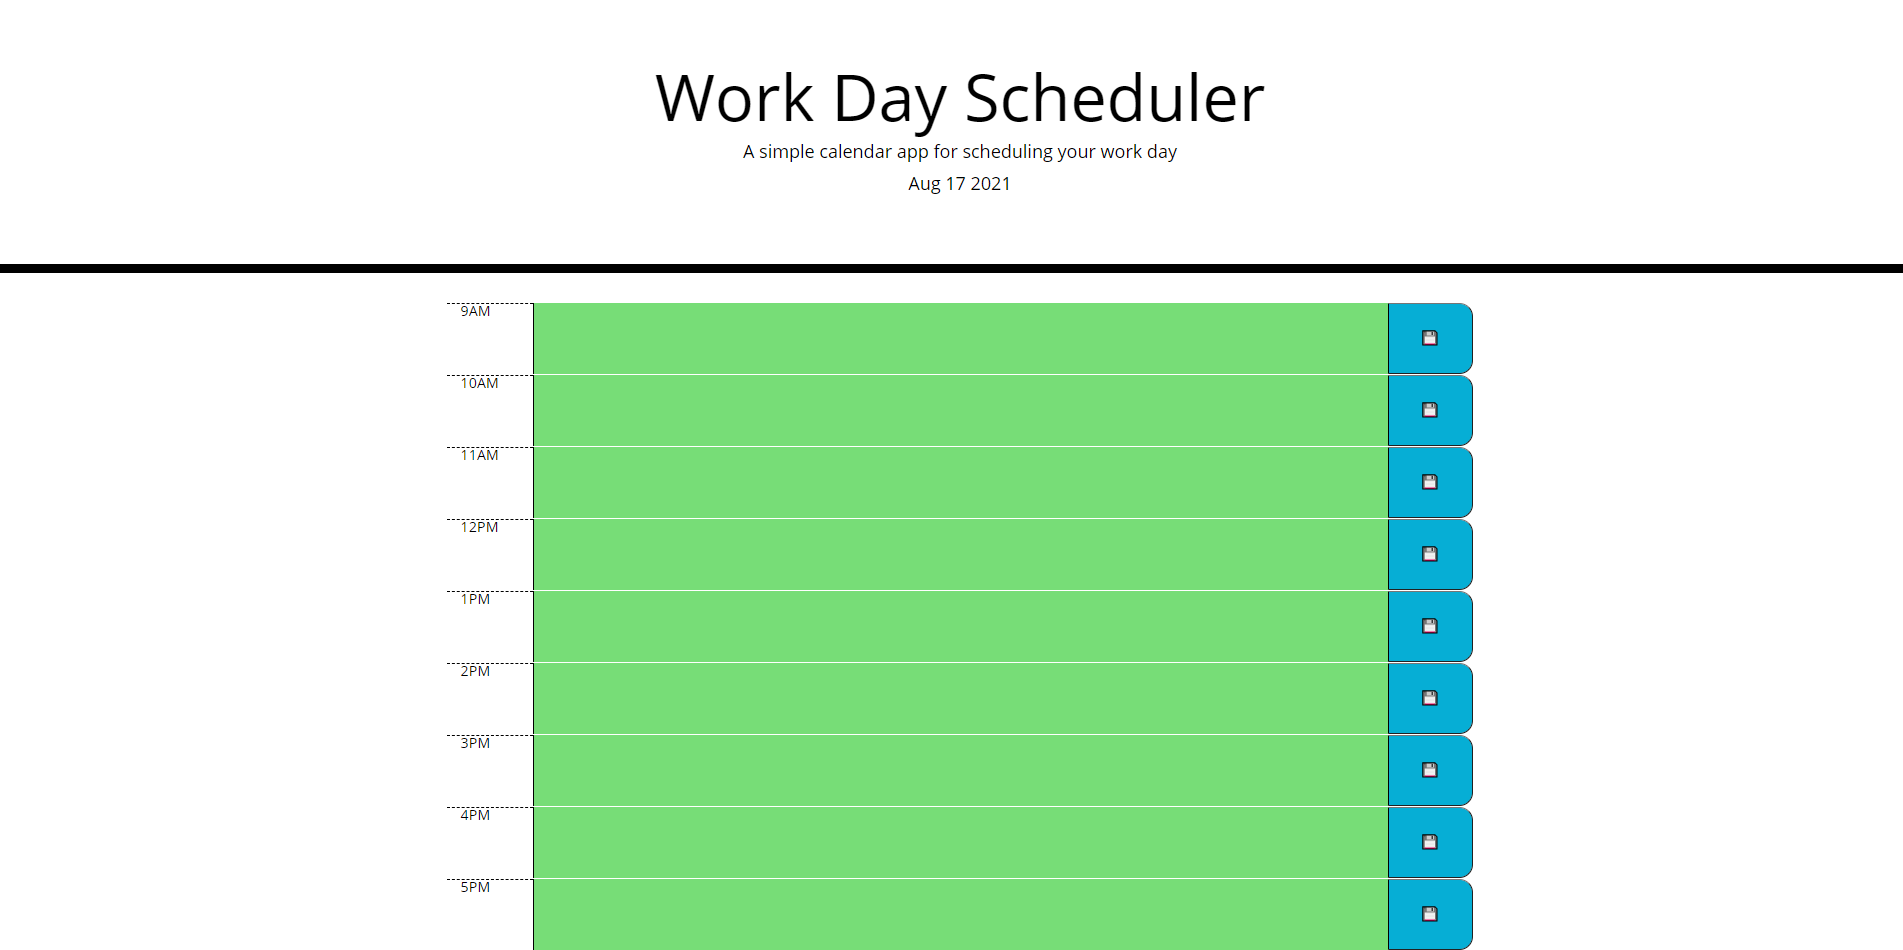 Work Day Scheduler
A simple calendar app for scheduling your work day
Aug 17 2021
9AM
10AM
11AM
12PM
1PM
2PM
3PM
4PM
5PM